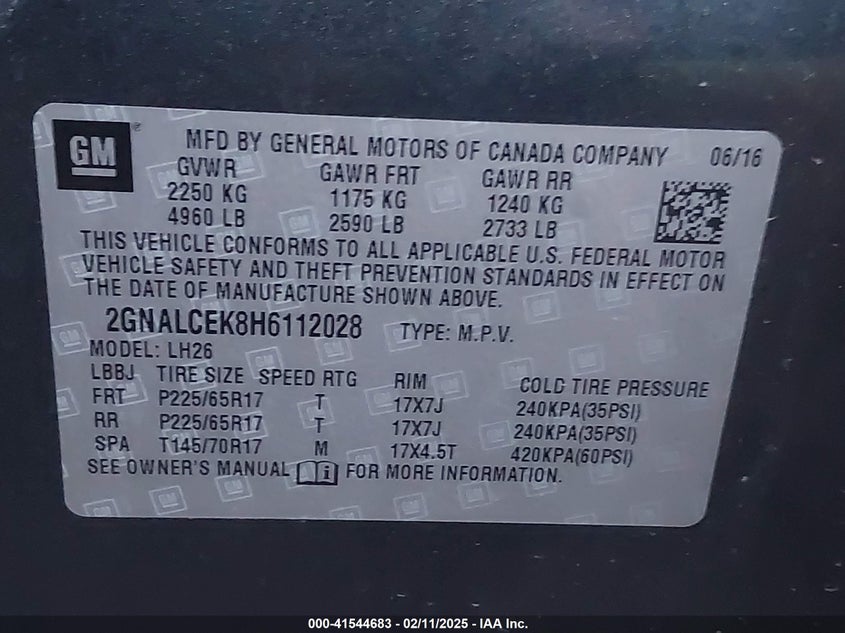 GM ® MFD BY GENERAL MOTORS OF CANADA COMPANY 06/16
GVWR GAWR FRT GAWR RR
2250 KG 1175 KG 1240 KG
4960 LB 2590 LB 2733 LB
THIS VEHICLE CONFORMS TO ALL APPLICABLE U.S. FEDERAL MOTOR
VEHICLE SAFETY AND THEFT PREVENTION STANDARDS IN EFFECT ON
THE DATE OF MANUFACTURE SHOWN ABOVE.
2GNALCEK8H6112028 TYPE: M.P.V.
MODEL: LH26
LBBJ TIRE SIZE SPEED RTG RIM COLD TIRE PRESSURE
FRT P225/65R17 T 17X7J 240KPA(35PSI)
RR P225/65R17 T 17X7J 240KPA(35PSI)
SPA T145/70R17 M 17X4.5T 420KPA(60PSI)
SEE OWNER'S MANUAL i FOR MORE INFORMATION.
000-41544683 - 02/11/2025 - IAA Inc.